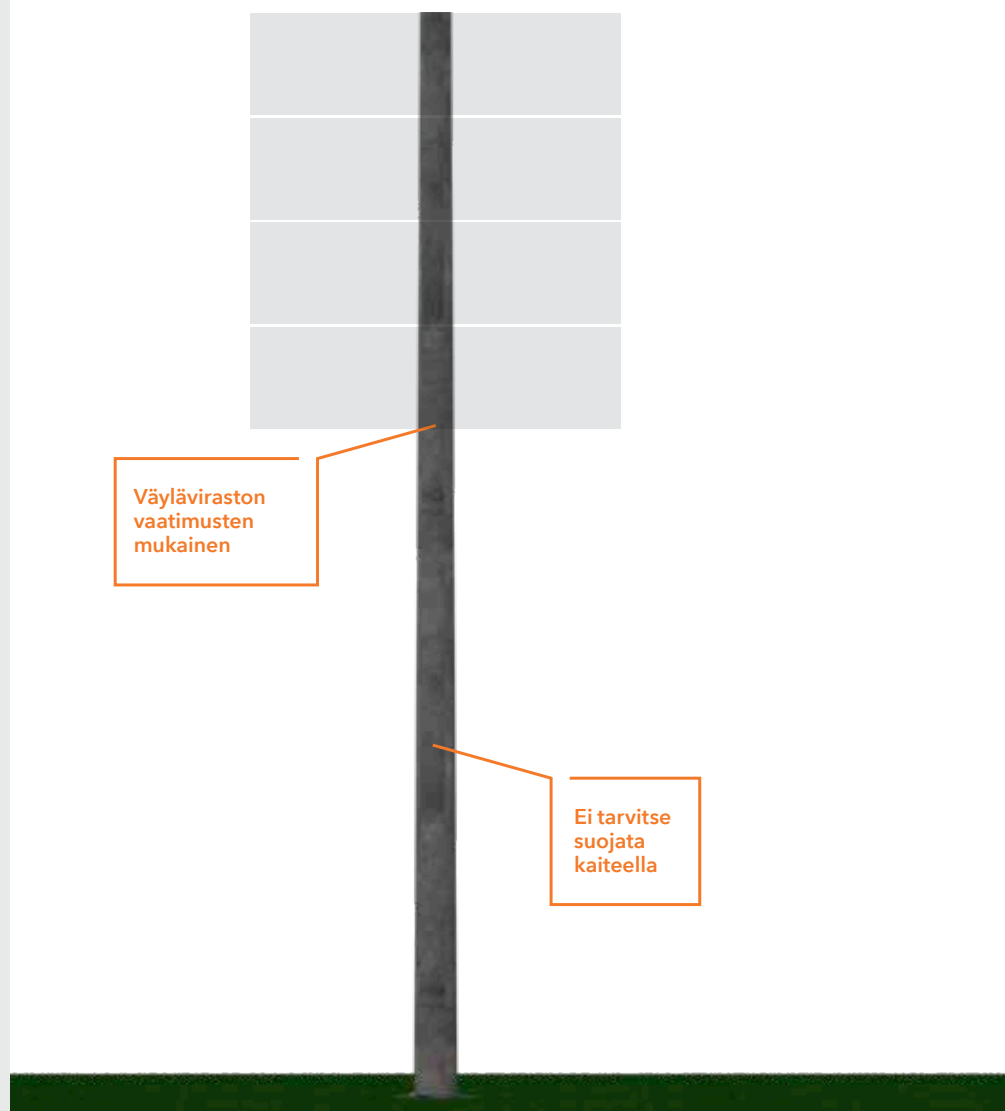 Väyläviraston
vaatimusten
mukainen
Ei tarvitse
suojata
kaiteella